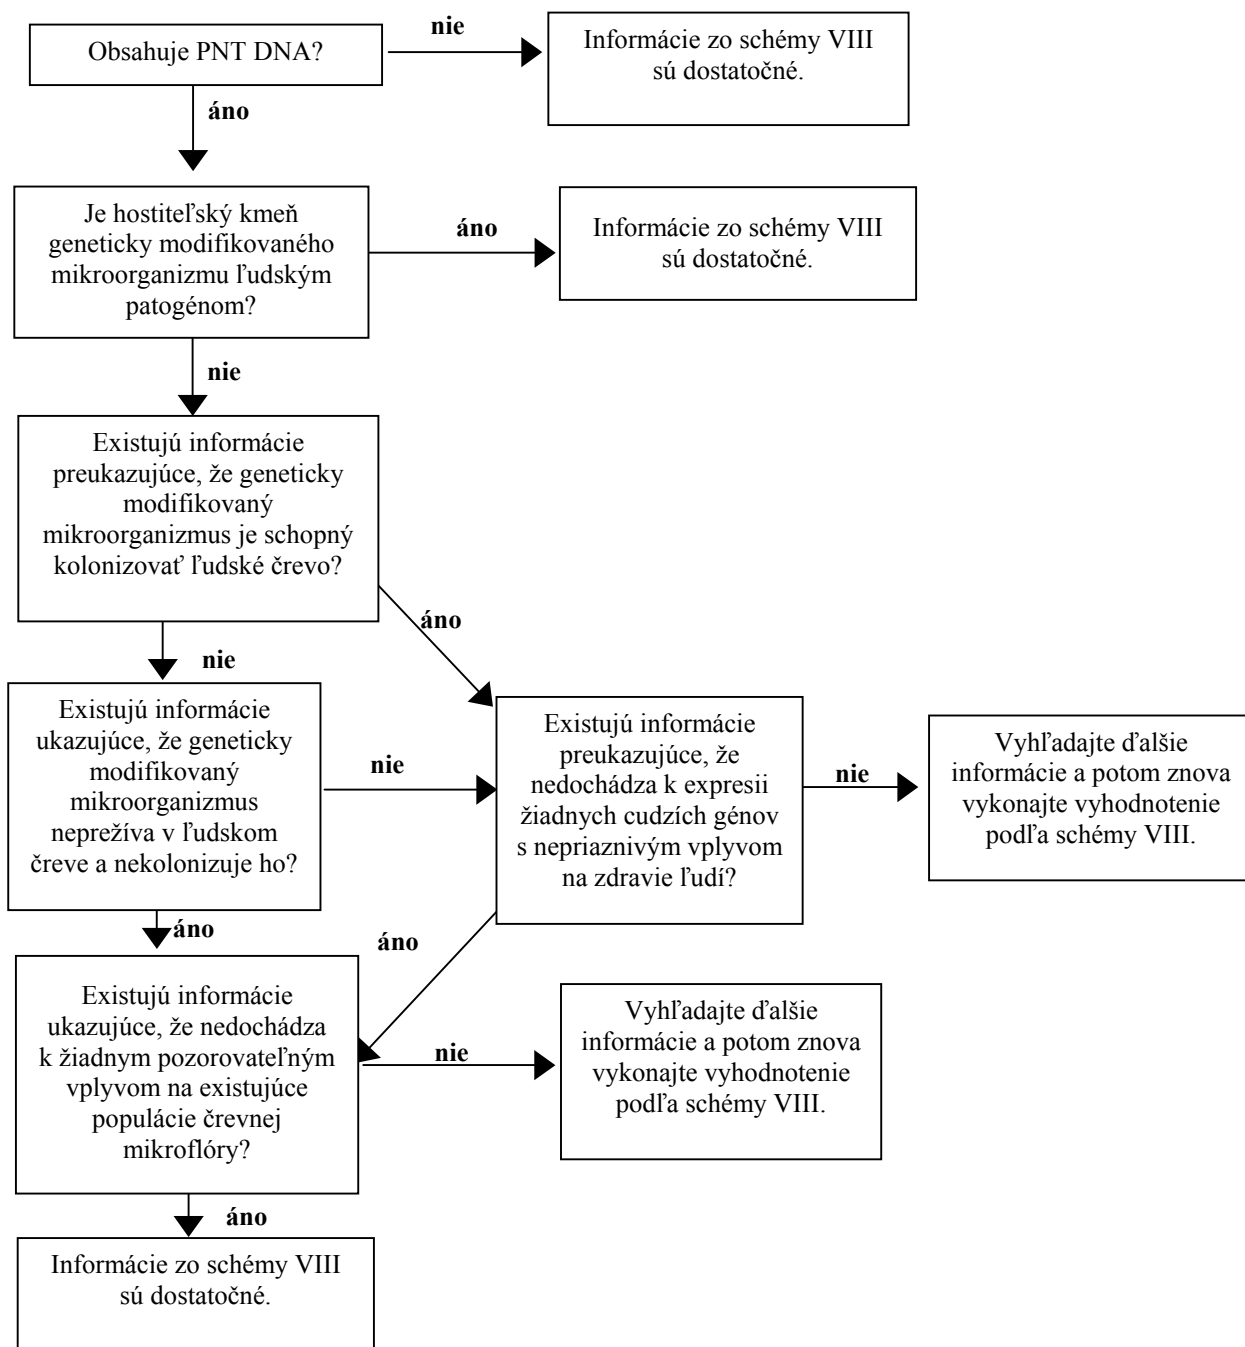 Obsahuje PNT DNA?
nie
Informácie zo schémy VIII
sú dostatočné.
áno
Je hostiteľský kmeň
geneticky modifikovaného
mikroorganizmu ľudským
patogénom?
áno
Informácie zo schémy VIII
sú dostatočné.
nie
Existujú informácie
preukazujúce, že geneticky
modifikovaný
mikroorganizmus je schopný
kolonizovať ľudské črevo?
áno
nie
Existujú informácie
ukazujúce, že geneticky
modifikovaný
mikroorganizmus
neprežíva v ľudskom
čreve a nekolonizuje ho?
nie
Existujú informácie
preukazujúce, že
nedochádza k expresii
žiadnych cudzích génov
s nepriaznivým vplyvom
na zdravie ľudí?
nie
Vyhľadajte ďalšie
informácie a potom znova
vykonajte vyhodnotenie
podľa schémy VIII.
áno
áno
Existujú informácie
ukazujúce, že nedochádza
k žiadnym pozorovateľným
vplyvom na existujúce
populácie črevnej
mikroflóry?
nie
Vyhľadajte ďalšie
informácie a potom znova
vykonajte vyhodnotenie
podľa schémy VIII.
áno
Informácie zo schémy VIII
sú dostatočné.